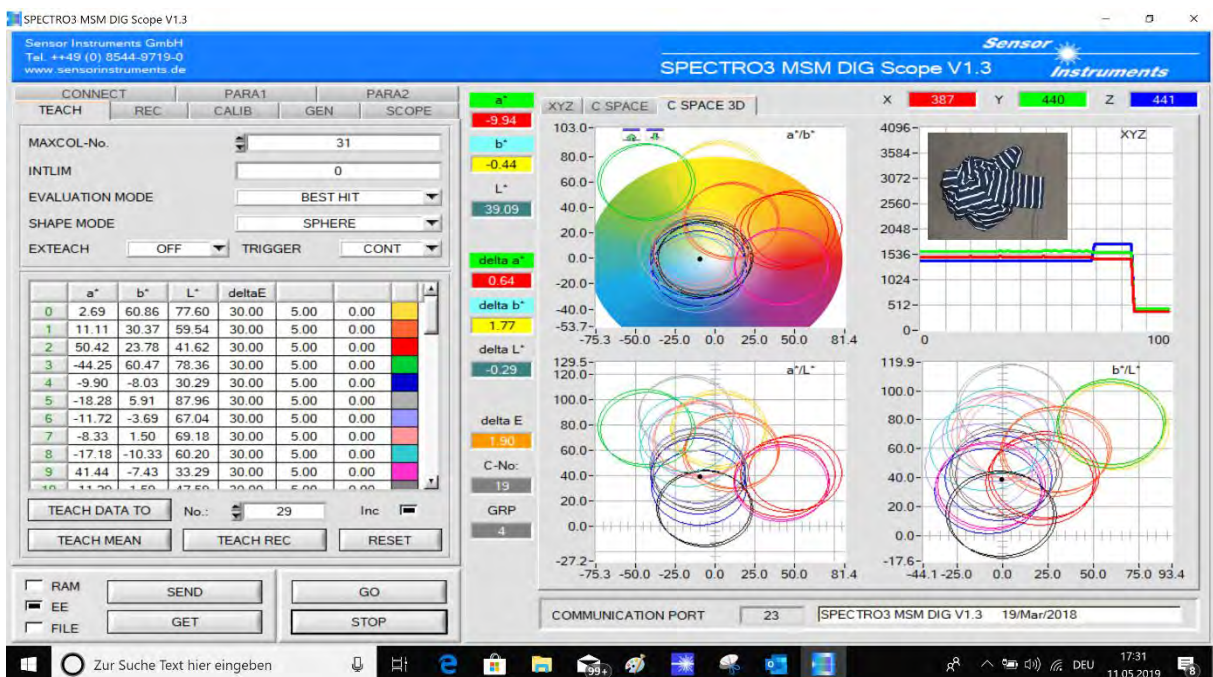 SPECTRO3 MSM DIG Scope V1.3
Sensor Instruments GmbH
Tel. ++49 (0) 8544-9719-0
www.sensorinstruments.de
Sensor
Instruments
SPECTRO3 MSM DIG Scope V1.3
CONNECT PARA1 PARA2
TEACH REC CALIB GEN SCOPE
MAXCOL-No. 31
INTLIM 0
EVALUATION MODE BEST HIT
SHAPE MODE SPHERE
EXTEACH OFF TRIGGER CONT
a* b* L* deltaE
0 2.69 60.86 77.60 30.00 5.00 0.00
1 11.11 30.37 59.54 30.00 5.00 0.00
2 50.42 23.78 41.62 30.00 5.00 0.00
3 -44.25 60.47 78.36 30.00 5.00 0.00
4 -9.90 -8.03 30.29 30.00 5.00 0.00
5 -18.28 5.91 87.96 30.00 5.00 0.00
6 -11.72 -3.69 67.04 30.00 5.00 0.00
7 -8.33 1.50 69.18 30.00 5.00 0.00
8 -17.18 -10.33 60.20 30.00 5.00 0.00
9 41.44 -7.43 33.29 30.00 5.00 0.00
TEACH DATA TO No.: 29 Inc
TEACH MEAN TEACH REC RESET
RAM SEND GO
EE
FILE GET STOP
a*
-9.94
b*
-0.44
L*
39.09
delta a*
0.64
delta b*
1.77
delta L*
-0.29
delta E
1.90
C-No:
19
GRP
4
XYZ C SPACE C SPACE 3D
X 387 Y 440 Z 441
a*/b*
103.0
80.0
60.0
40.0
20.0
0.0
-20.0
-40.0
-53.7
-75.3 -50.0 -25.0 0.0 25.0 50.0 81.4
XYZ
4096
3584
3072
2560
2048
1536
1024
512
0
0 100
a*/L*
129.5
120.0
100.0
80.0
60.0
40.0
20.0
0.0
-27.2
-75.3 -50.0 -25.0 0.0 25.0 50.0 81.4
b*/L*
119.9
100.0
80.0
60.0
40.0
20.0
0.0
-17.6
-44.1 -25.0 0.0 25.0 50.0 75.0 93.4
COMMUNICATION PORT 23 SPECTRO3 MSM DIG V1.3 19/Mar/2018
Zur Suche Text hier eingeben
99+
DEU
17:31
11.05.2019
8